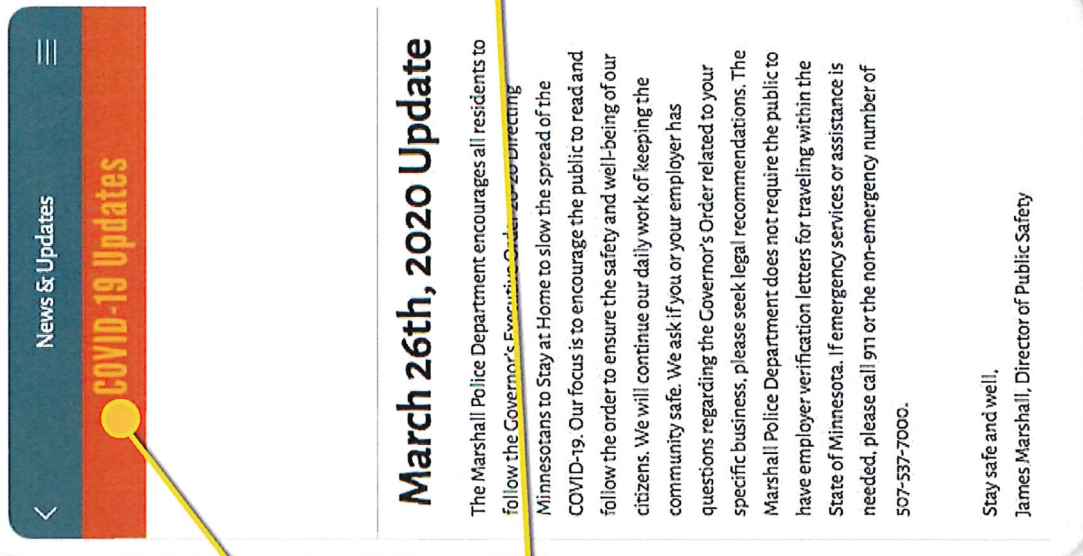 News & Updates
COVID-19 Updates
March 26th, 2020 Update
The Marshall Police Department encourages all residents to
follow the Governor's Executive Order 20-20 Directing
Minnesotans to Stay at Home to slow the spread of the
COVID-19. Our focus is to encourage the public to read and
follow the order to ensure the safety and well-being of our
citizens. We will continue our daily work of keeping the
community safe. We ask if you or your employer has
questions regarding the Governor's Order related to your
specific business, please seek legal recommendations. The
Marshall Police Department does not require the public to
have employer verification letters for traveling within the
State of Minnesota. If emergency services or assistance is
needed, please call 911 or the non-emergency number of
507-537-7000.
Stay safe and well,
James Marshall, Director of Public Safety